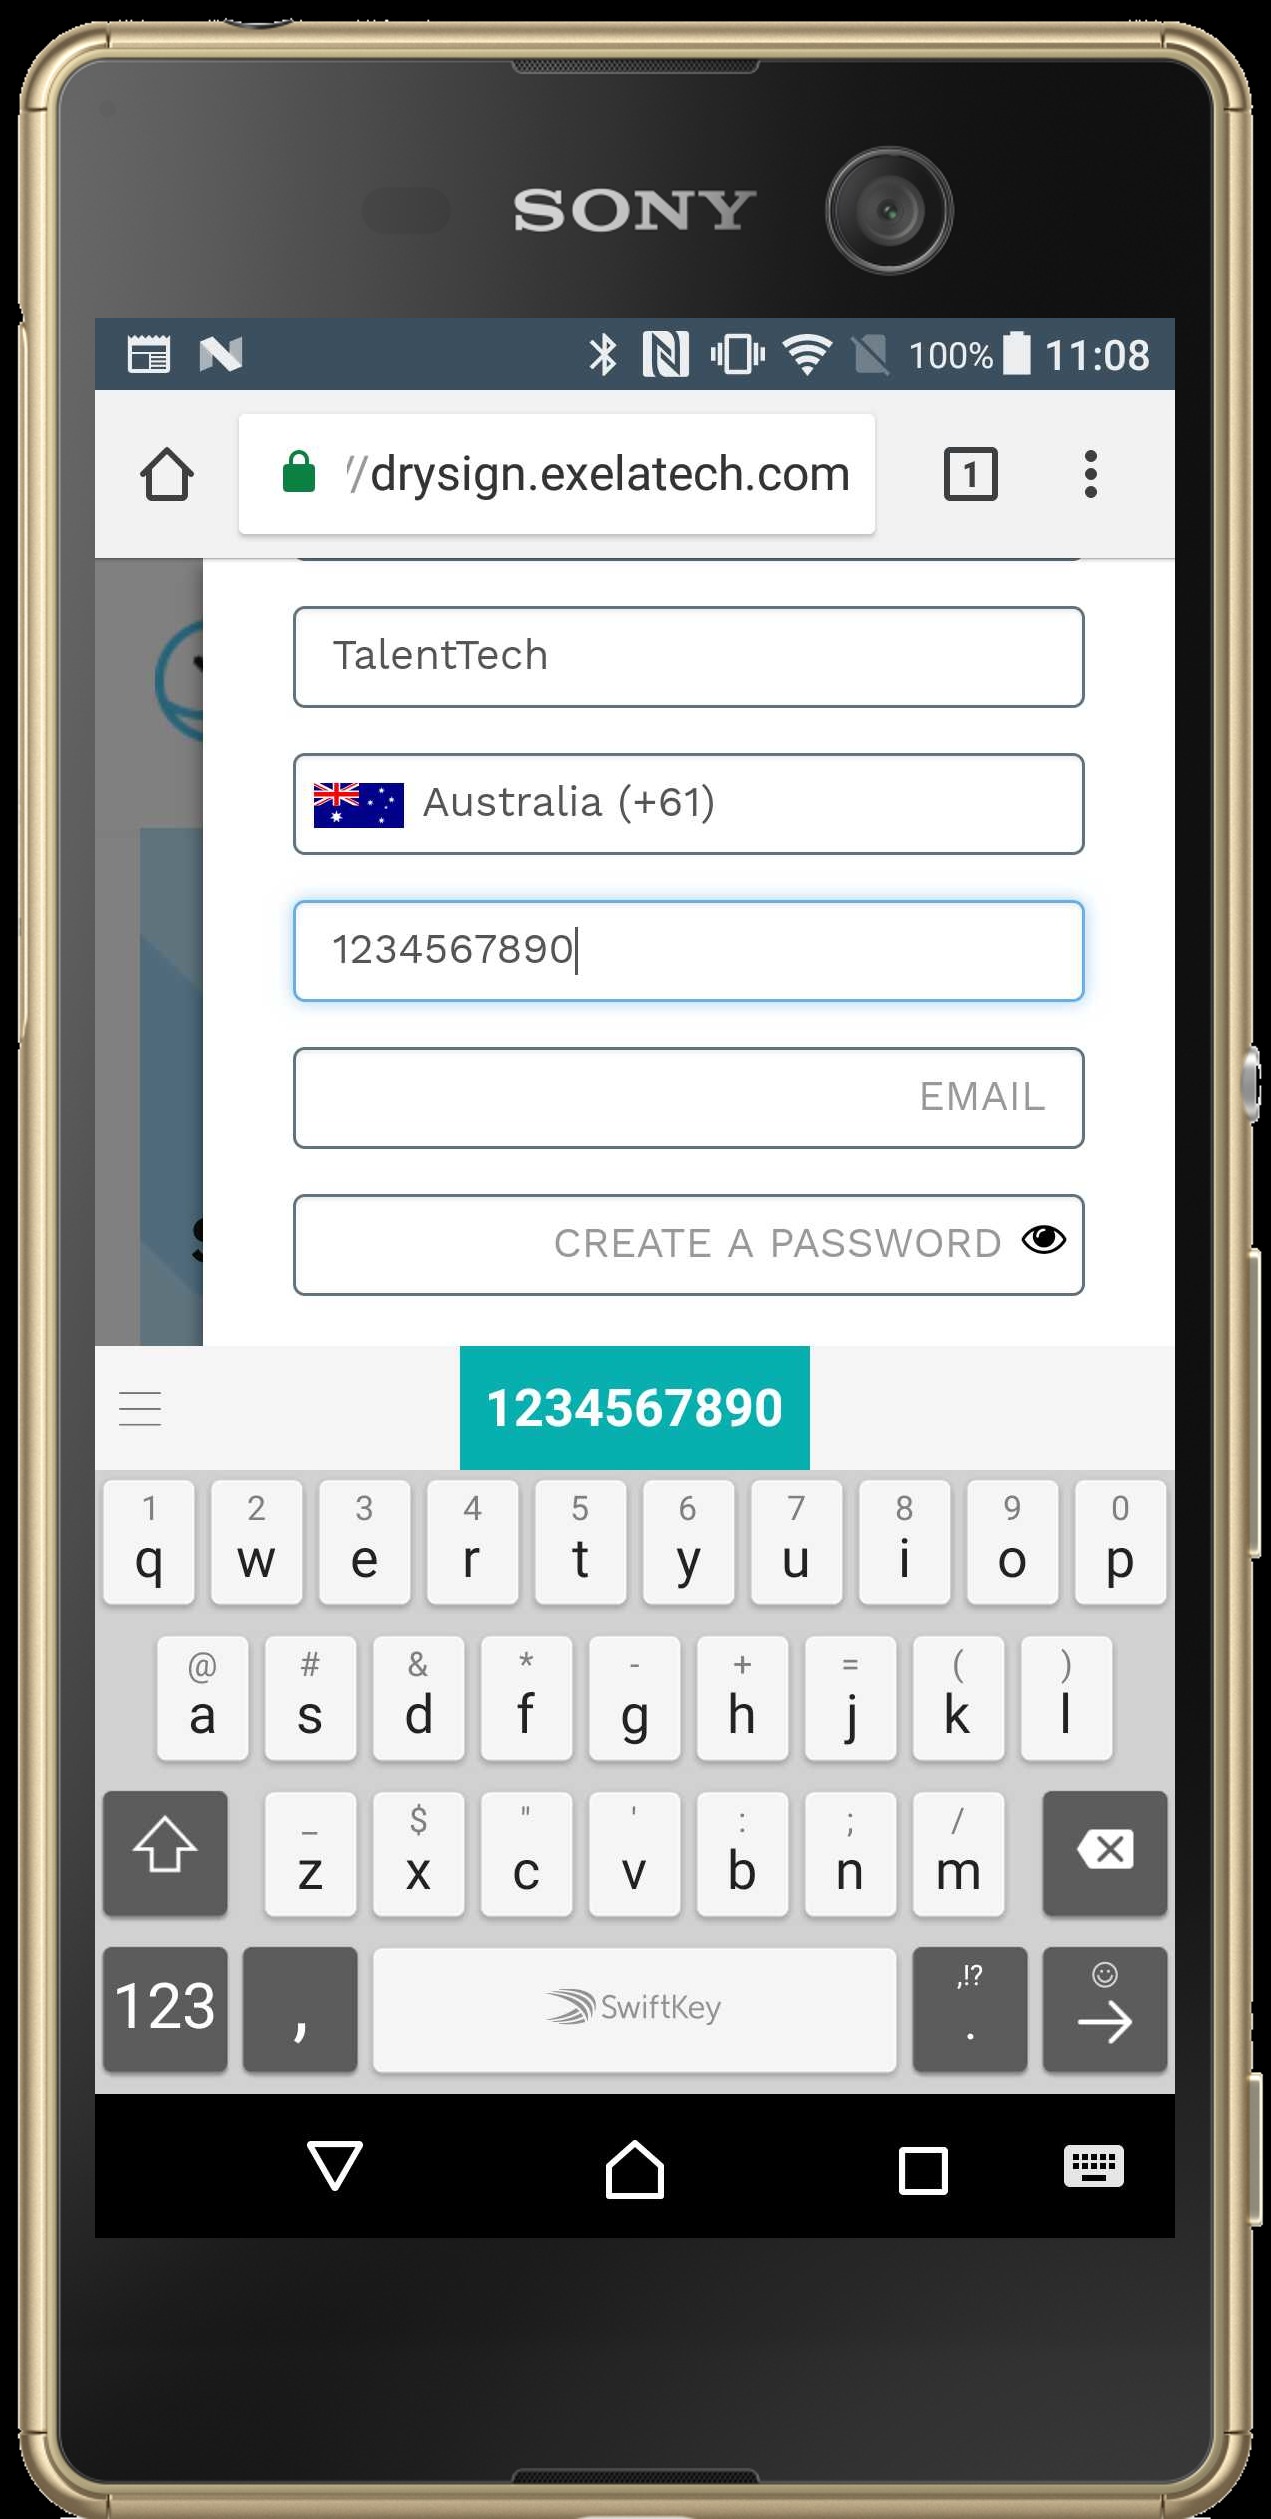 SONY
100% 11:08
//drysign.exelatech.com 1
TalentTech
Australia (+61)
1234567890
EMAIL
CREATE A PASSWORD
1234567890
1 2 3 4 5 6 7 8 9 0
q w e r t y u i o p
@ # & * - + = ( )
a s d f g h j k l
_ $ " ' : ; /
z x c v b n m
,!?
123 , SwiftKey .